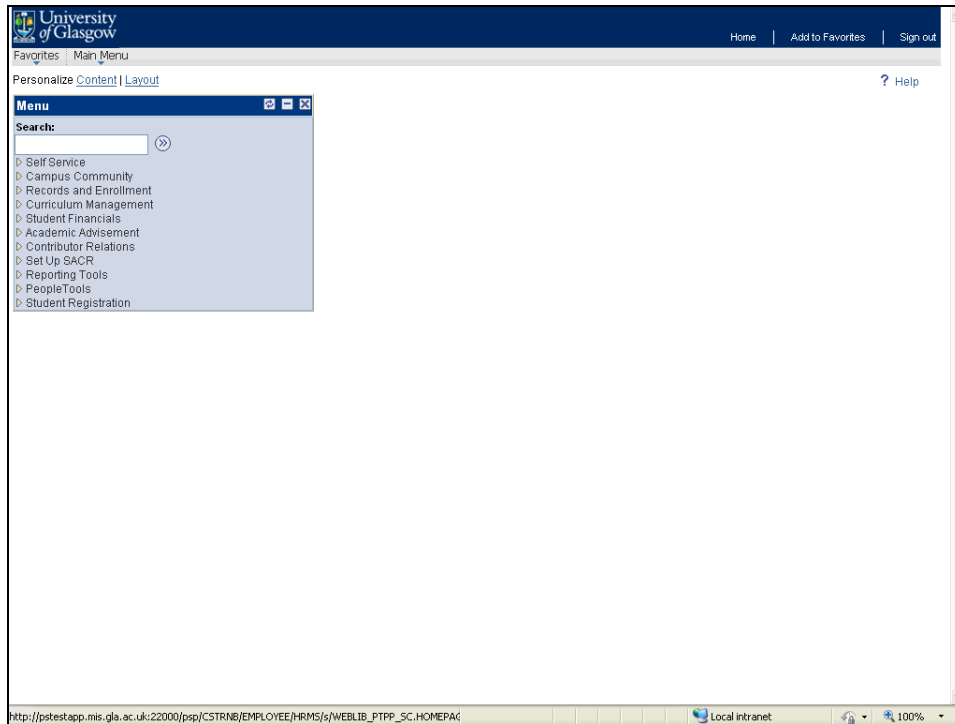 University
of Glasgow
Home | Add to Favorites | Sign out
Favorites Main Menu
Personalize Content | Layout
? Help
Menu
Search:
Self Service
Campus Community
Records and Enrollment
Curriculum Management
Student Financials
Academic Advisement
Contributor Relations
Set Up SACR
Reporting Tools
PeopleTools
Student Registration
http://pstestapp.mis.gla.ac.uk:22000/psp/CSTRNB/EMPLOYEE/HRMS/s/WEBLIB_PTPP_SC.HOMEPAG Local intranet 100%